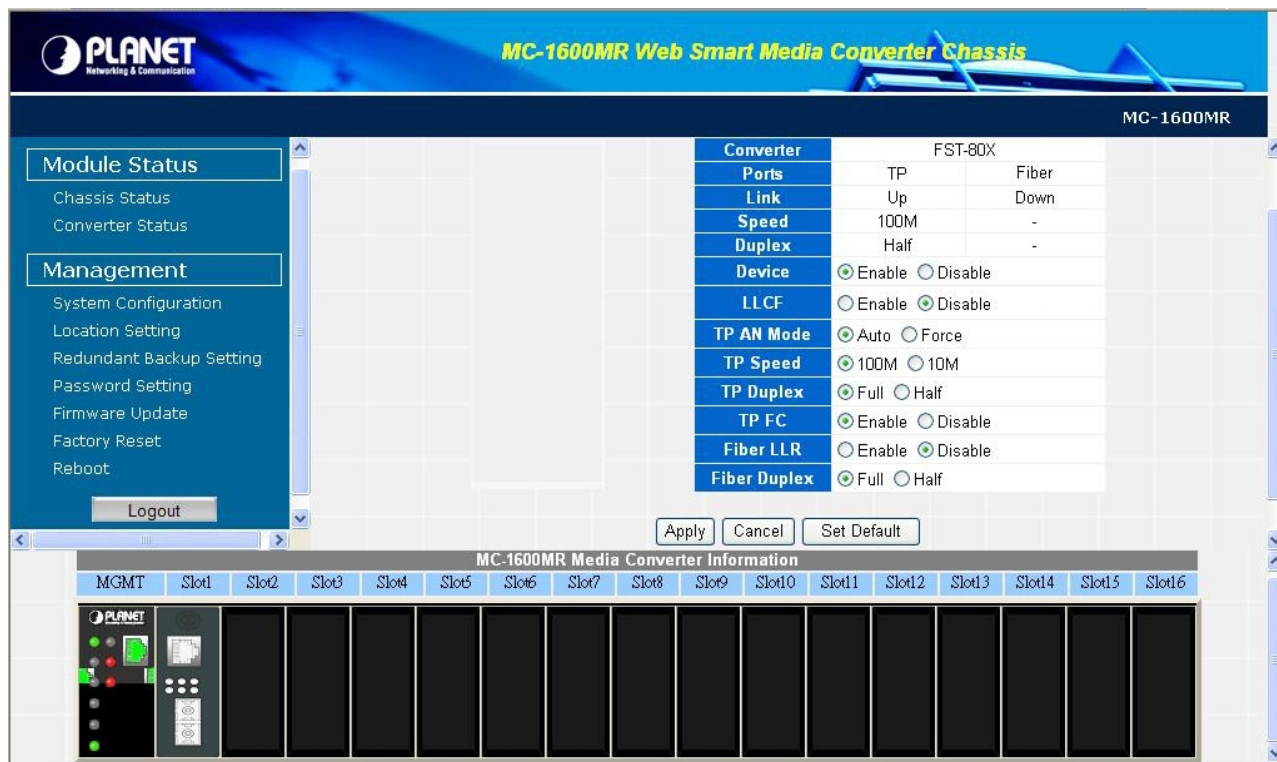 PLANET
Networking & Communication
MC-1600MR Web Smart Media Converter Chassis
MC-1600MR
Module Status
Chassis Status
Converter Status
Management
System Configuration
Location Setting
Redundant Backup Setting
Password Setting
Firmware Update
Factory Reset
Reboot
Logout
Converter FST-80X
Ports TP Fiber
Link Up Down
Speed 100M -
Duplex Half -
Device Enable Disable
LLCF Enable Disable
TP AN Mode Auto Force
TP Speed 100M 10M
TP Duplex Full Half
TP FC Enable Disable
Fiber LLR Enable Disable
Fiber Duplex Full Half
Apply Cancel Set Default
MC-1600MR Media Converter Information
MGMT Slot1 Slot2 Slot3 Slot4 Slot5 Slot6 Slot7 Slot8 Slot9 Slot10 Slot11 Slot12 Slot13 Slot14 Slot15 Slot16
PLANET